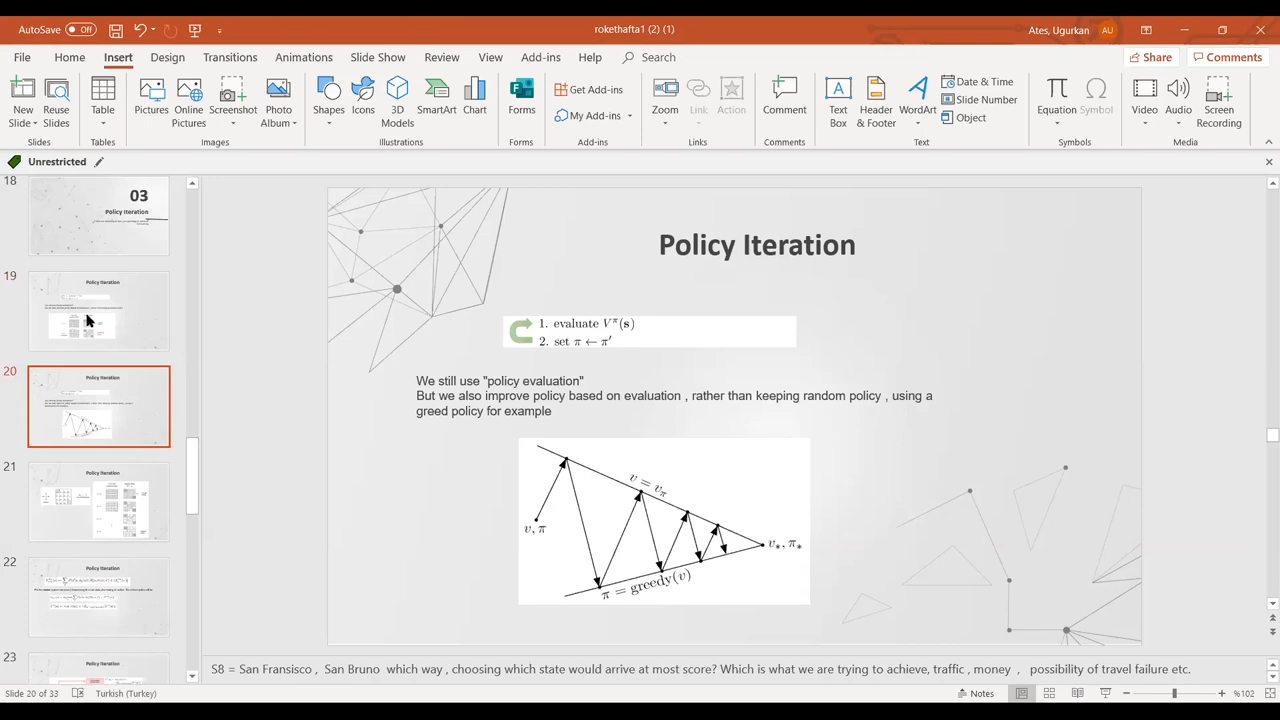 AutoSave Off
rokethafta1 (2) (1)
Ates, Ugurkan AU
File Home Insert Design Transitions Animations Slide Show Review View Add-ins Help Search
Share Comments
New Slide
Reuse Slides
Table
Pictures
Online Pictures
Screenshot
Photo Album
Shapes
Icons
3D Models
SmartArt
Chart
Forms
Get Add-ins
My Add-ins
Zoom
Link
Action
Comment
Text Box
Header & Footer
WordArt
Date & Time
Slide Number
Object
Equation
Symbol
Video
Audio
Screen Recording
Slides Tables Images Illustrations Forms Add-ins Links Comments Text Symbols Media
Unrestricted
18
03
Policy Iteration
19
Policy Iteration
20
Policy Iteration
21
Policy Iteration
22
23
Policy Iteration
Policy Iteration
1. evaluate V^π(s)
2. set π ← π′
We still use "policy evaluation"
But we also improve policy based on evaluation , rather than keeping random policy , using a
greed policy for example
v = v_π
v, π
v_*, π_*
π = greedy(v)
S8 = San Fransisco , San Bruno which way , choosing which state would arrive at most score? Which is what we are trying to achieve, traffic , money , possibility of travel failure etc.
Slide 20 of 33 Turkish (Turkey) Notes %102